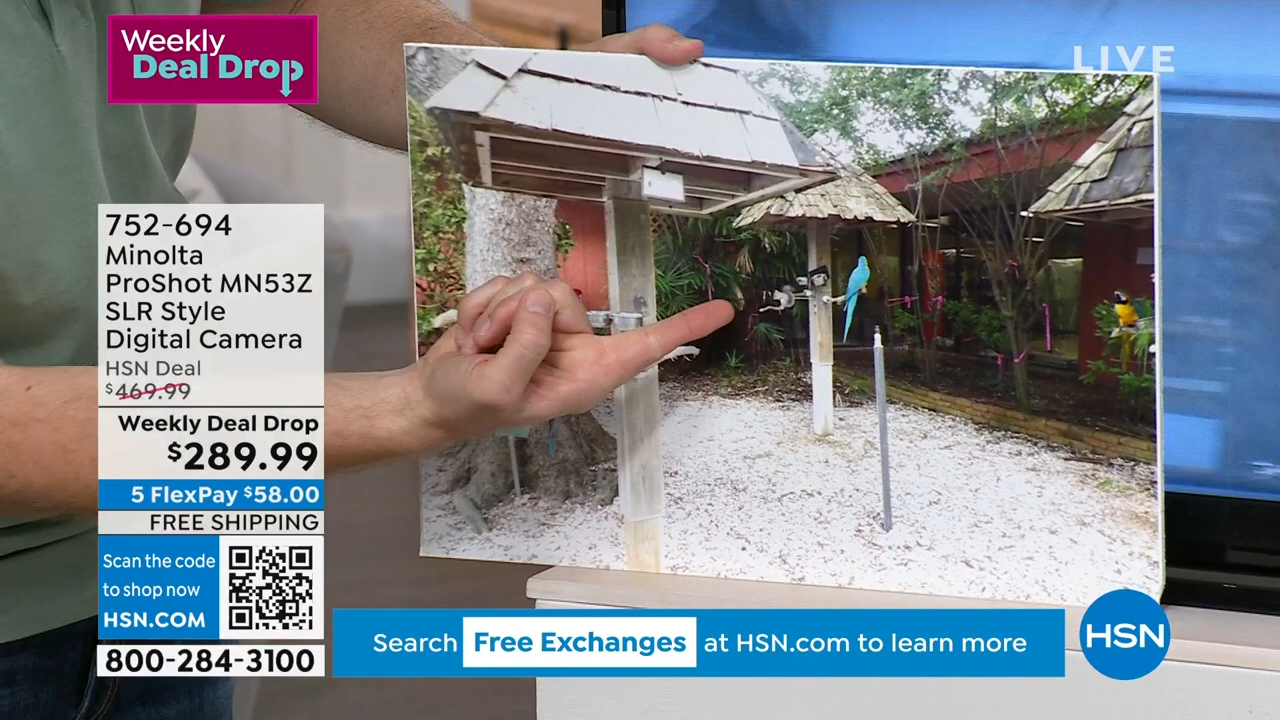 Weekly
Deal Drop
LIVE
752-694
Minolta
ProShot MN53Z
SLR Style
Digital Camera
HSN Deal
$469.99
Weekly Deal Drop
$289.99
5 FlexPay $58.00
FREE SHIPPING
Scan the code
to shop now
HSN.COM
800-284-3100
Search Free Exchanges at HSN.com to learn more
HSN